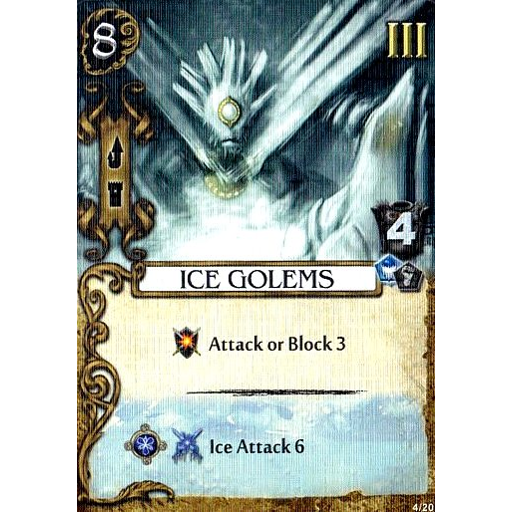 8
III
4
ICE GOLEMS
Attack or Block 3
Ice Attack 6
4/20